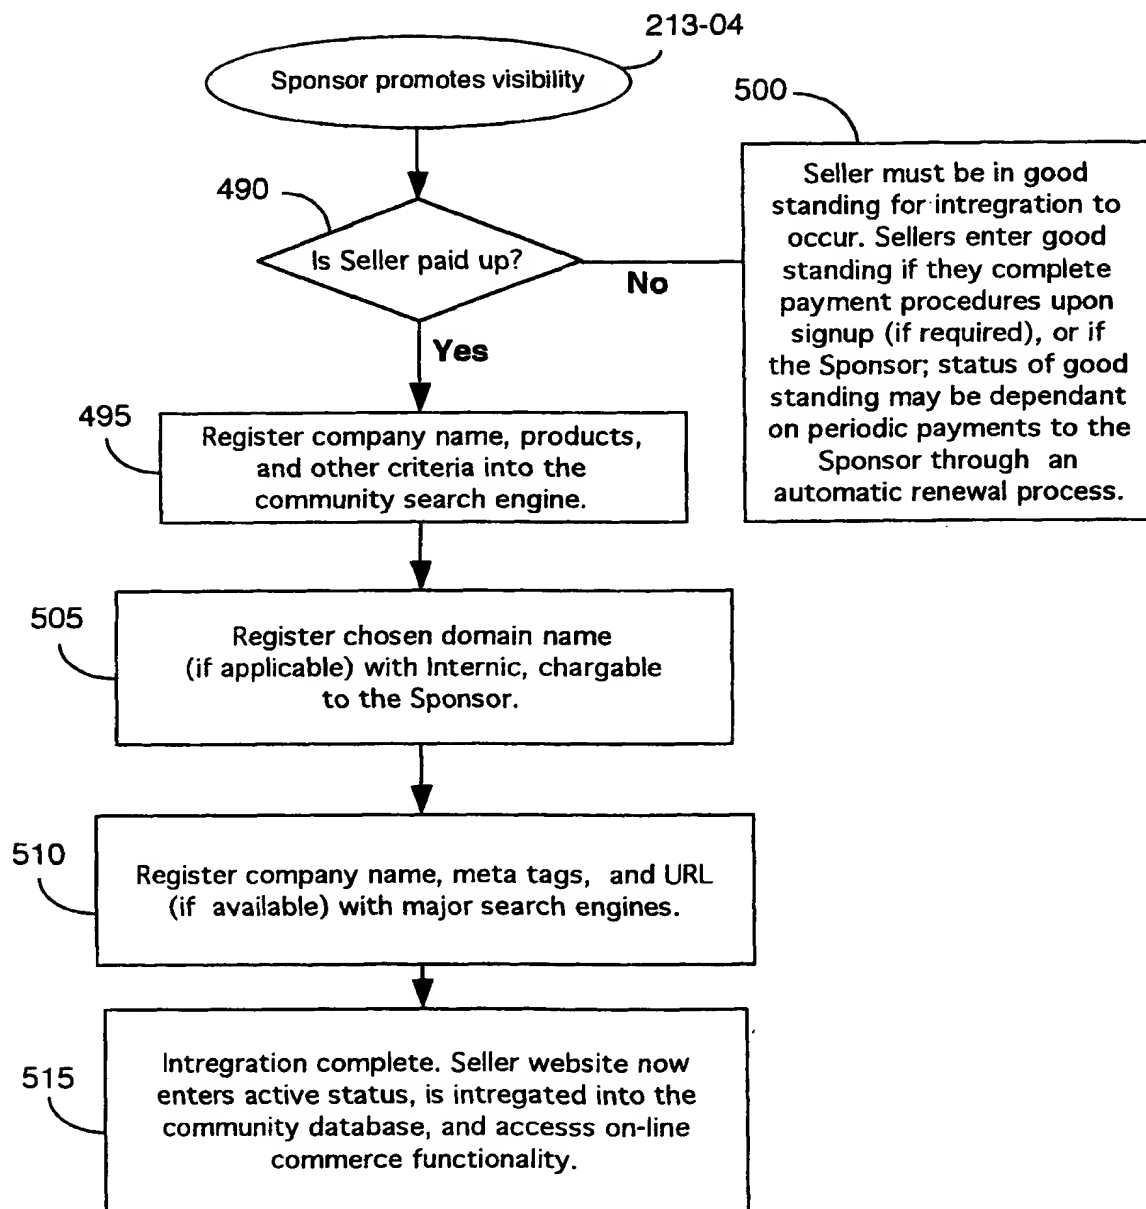 213-04
Sponsor promotes visibility
500
490
Is Seller paid up?
No
Yes
Seller must be in good
standing for intregration to
occur. Sellers enter good
standing if they complete
payment procedures upon
signup (if required), or if
the Sponsor; status of good
standing may be dependant
on periodic payments to the
Sponsor through an
automatic renewal process.
495
Register company name, products,
and other criteria into the
community search engine.
505
Register chosen domain name
(if applicable) with Internic, chargable
to the Sponsor.
510
Register company name, meta tags, and URL
(if available) with major search engines.
515
Intregration complete. Seller website now
enters active status, is intregated into the
community database, and accesss on-line
commerce functionality.